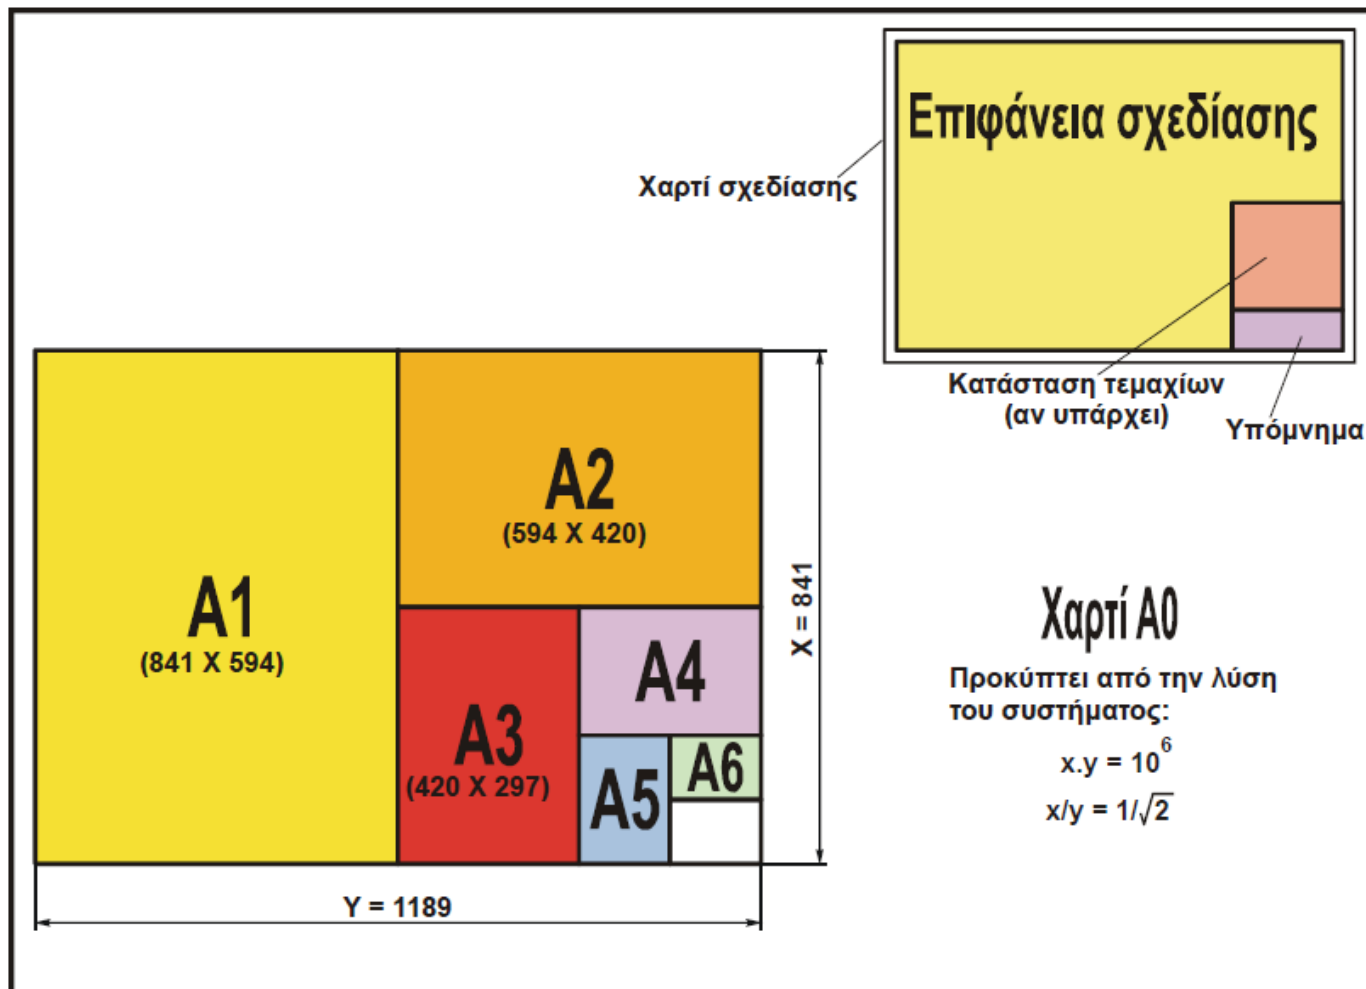 Επιφάνεια σχεδίασης
Χαρτί σχεδίασης
Κατάσταση τεμαχίων
(αν υπάρχει)
Υπόμνημα
A1
(841 X 594)
A2
(594 X 420)
A3
(420 X 297)
A4
A5
A6
X = 841
Y = 1189
Χαρτί A0
Προκύπτει από την λύση
του συστήματος:
x.y = 10⁶
x/y = 1/√2